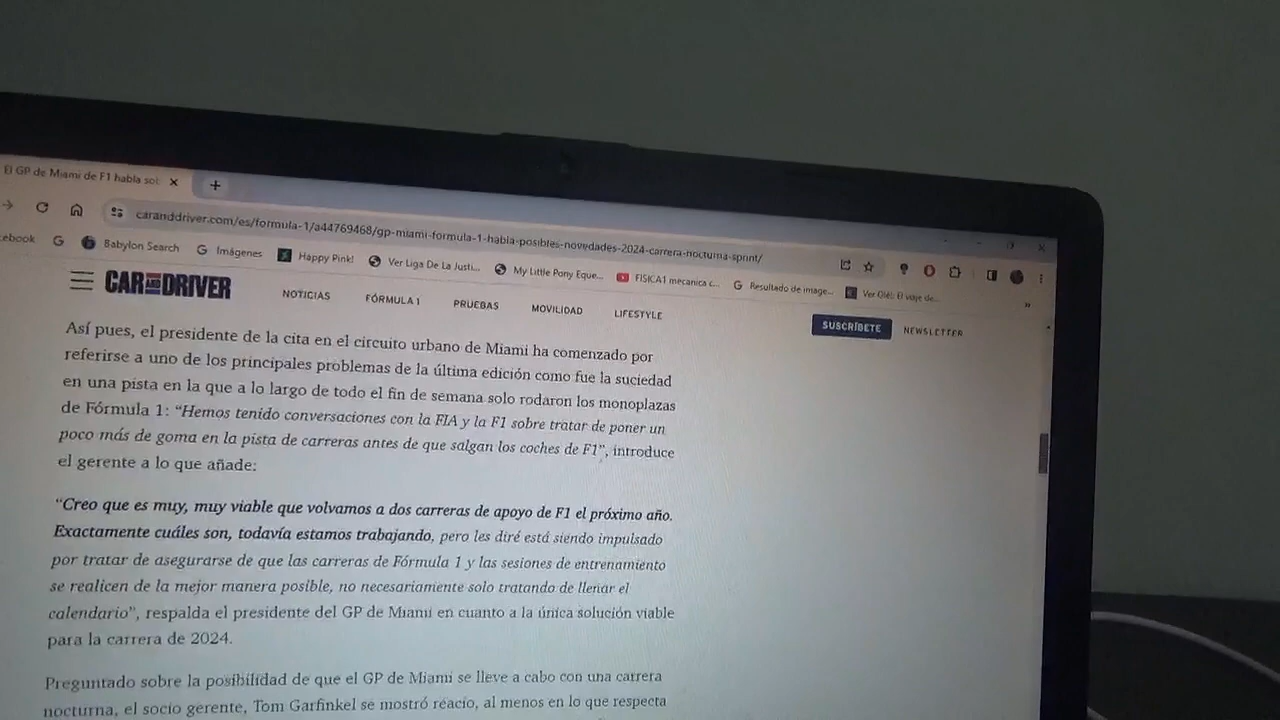 El GP de Miami de F1 habla sob
caranddriver.com/es/formula-1/a44769468/gp-miami-formula-1-habla-posibles-novedades-2024-carrera-nocturna-sprint/
cebook
Babylon Search
Imágenes
Happy Pink!
Ver Liga De La Justi...
My Little Pony Eque...
FISICA1 mecanica c...
Resultado de image...
Ver Olé!: El viaje de...
CAR AND DRIVER
NOTICIAS
FÓRMULA 1
PRUEBAS
MOVILIDAD
LIFESTYLE
SUSCRÍBETE
NEWSLETTER
Así pues, el presidente de la cita en el circuito urbano de Miami ha comenzado por
referirse a uno de los principales problemas de la última edición como fue la suciedad
en una pista en la que a lo largo de todo el fin de semana solo rodaron los monoplazas
de Fórmula 1: “Hemos tenido conversaciones con la FIA y la F1 sobre tratar de poner un
poco más de goma en la pista de carreras antes de que salgan los coches de F1”, introduce
el gerente a lo que añade:
“Creo que es muy, muy viable que volvamos a dos carreras de apoyo de F1 el próximo año.
Exactamente cuáles son, todavía estamos trabajando, pero les diré está siendo impulsado
por tratar de asegurarse de que las carreras de Fórmula 1 y las sesiones de entrenamiento
se realicen de la mejor manera posible, no necesariamente solo tratando de llenar el
calendario”, respalda el presidente del GP de Miami en cuanto a la única solución viable
para la carrera de 2024.
Preguntado sobre la posibilidad de que el GP de Miami se lleve a cabo con una carrera
nocturna, el socio gerente, Tom Garfinkel se mostró reacio, al menos en lo que respecta